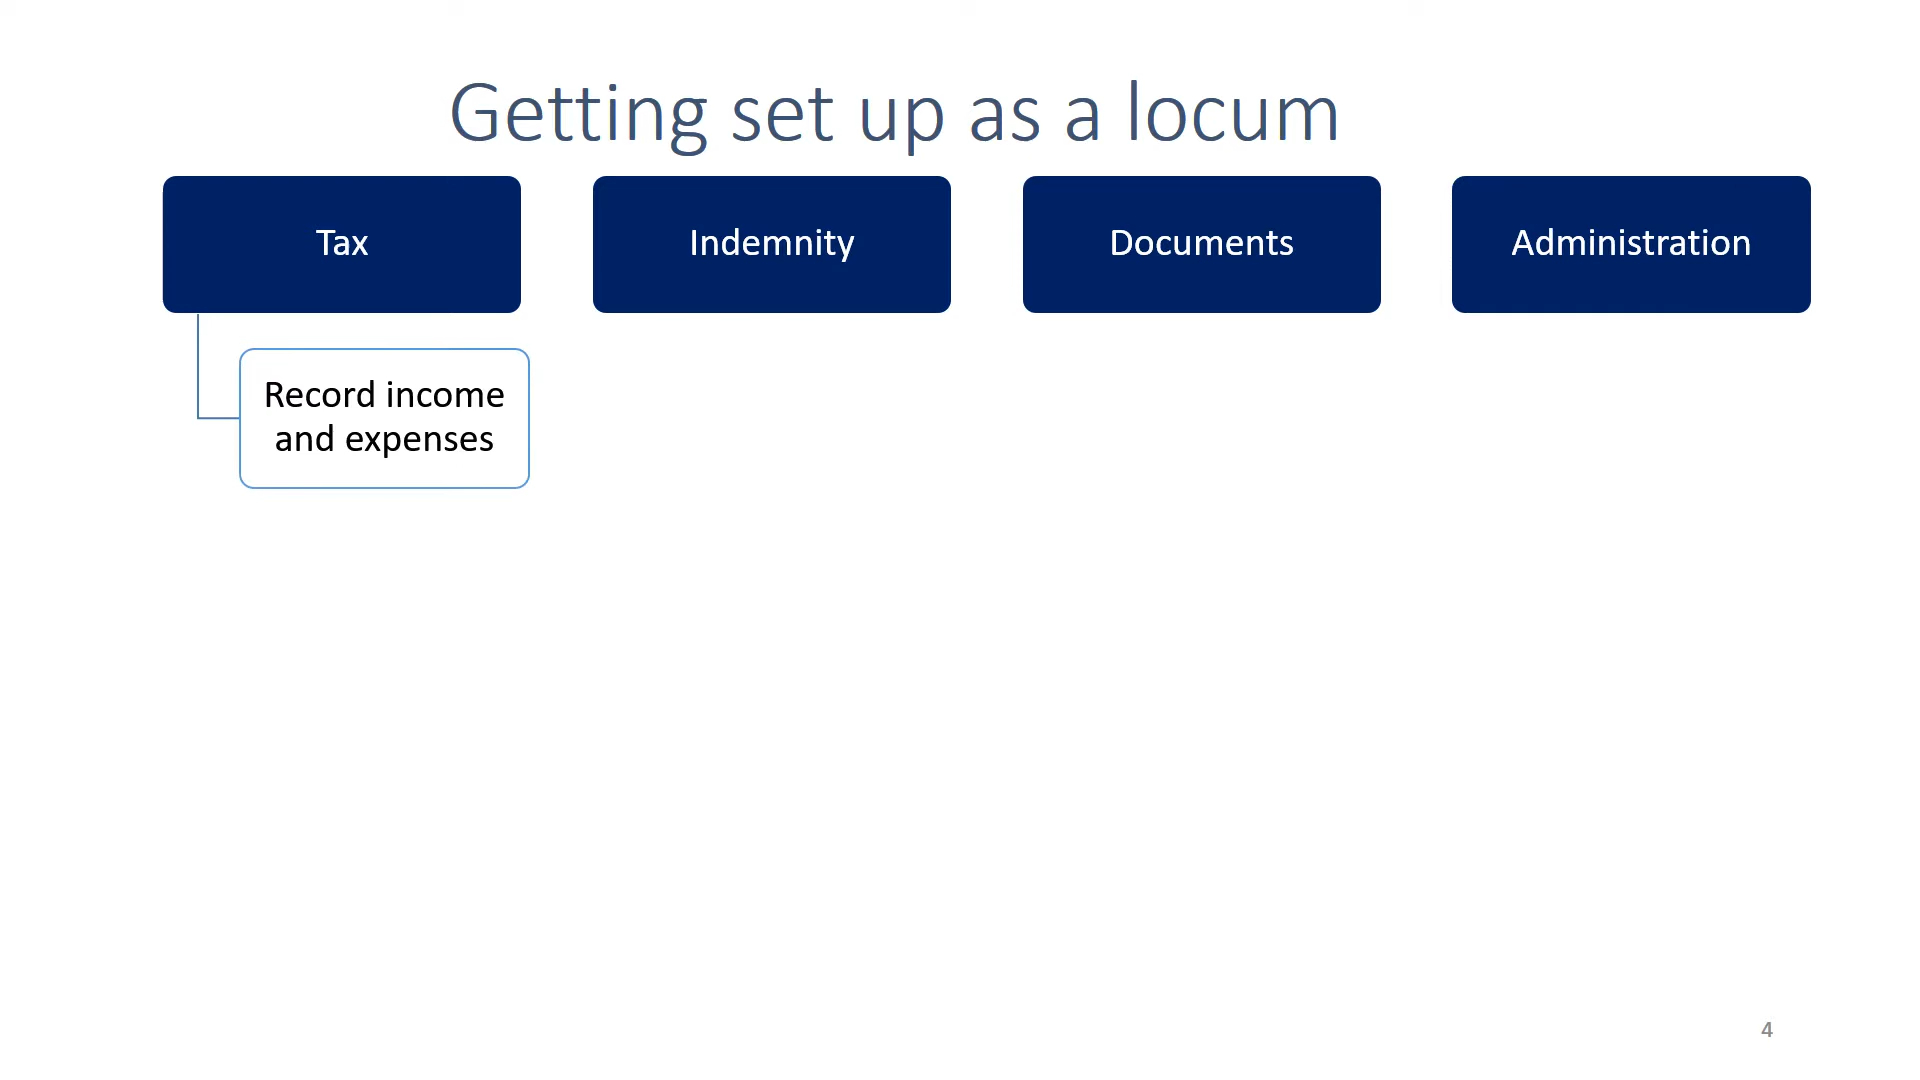 Getting set up as a locum
Tax
Indemnity
Documents
Administration
Record income
and expenses
4